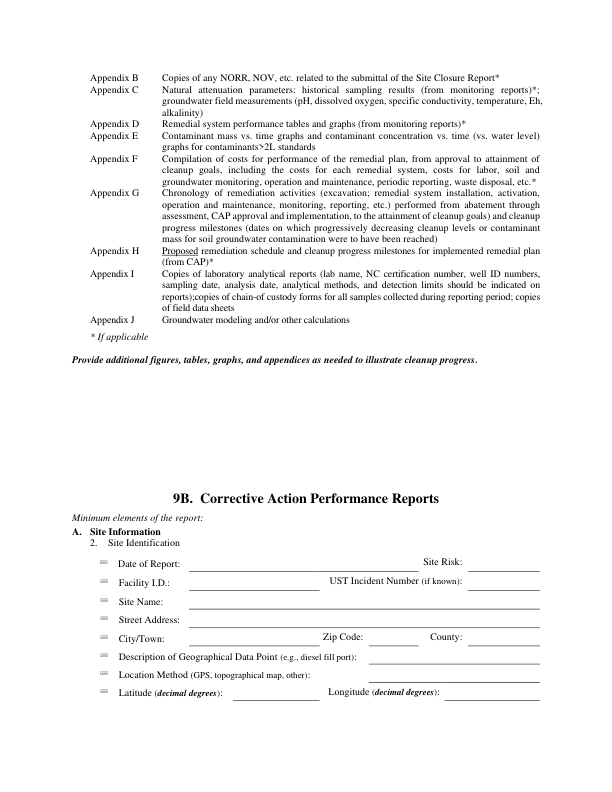 Appendix B Copies of any NORR, NOV, etc. related to the submittal of the Site Closure Report*
Appendix C Natural attenuation parameters: historical sampling results (from monitoring reports)*;
groundwater field measurements (pH, dissolved oxygen, specific conductivity, temperature, Eh,
alkalinity)
Appendix D Remedial system performance tables and graphs (from monitoring reports)*
Appendix E Contaminant mass vs. time graphs and contaminant concentration vs. time (vs. water level)
graphs for contaminants>2L standards
Appendix F Compilation of costs for performance of the remedial plan, from approval to attainment of
cleanup goals, including the costs for each remedial system, costs for labor, soil and
groundwater monitoring, operation and maintenance, periodic reporting, waste disposal, etc.*
Appendix G Chronology of remediation activities (excavation; remedial system installation, activation,
operation and maintenance, monitoring, reporting, etc.) performed from abatement through
assessment, CAP approval and implementation, to the attainment of cleanup goals) and cleanup
progress milestones (dates on which progressively decreasing cleanup levels or contaminant
mass for soil groundwater contamination were to have been reached)
Appendix H Proposed remediation schedule and cleanup progress milestones for implemented remedial plan
(from CAP)*
Appendix I Copies of laboratory analytical reports (lab name, NC certification number, well ID numbers,
sampling date, analysis date, analytical methods, and detection limits should be indicated on
reports);copies of chain-of custody forms for all samples collected during reporting period; copies
of field data sheets
Appendix J Groundwater modeling and/or other calculations
* If applicable
Provide additional figures, tables, graphs, and appendices as needed to illustrate cleanup progress.
9B. Corrective Action Performance Reports
Minimum elements of the report:
A. Site Information
2. Site Identification
Date of Report: Site Risk:
Facility I.D.: UST Incident Number (if known):
Site Name:
Street Address:
City/Town: Zip Code: County:
Description of Geographical Data Point (e.g., diesel fill port):
Location Method (GPS, topographical map, other):
Latitude (decimal degrees): Longitude (decimal degrees):